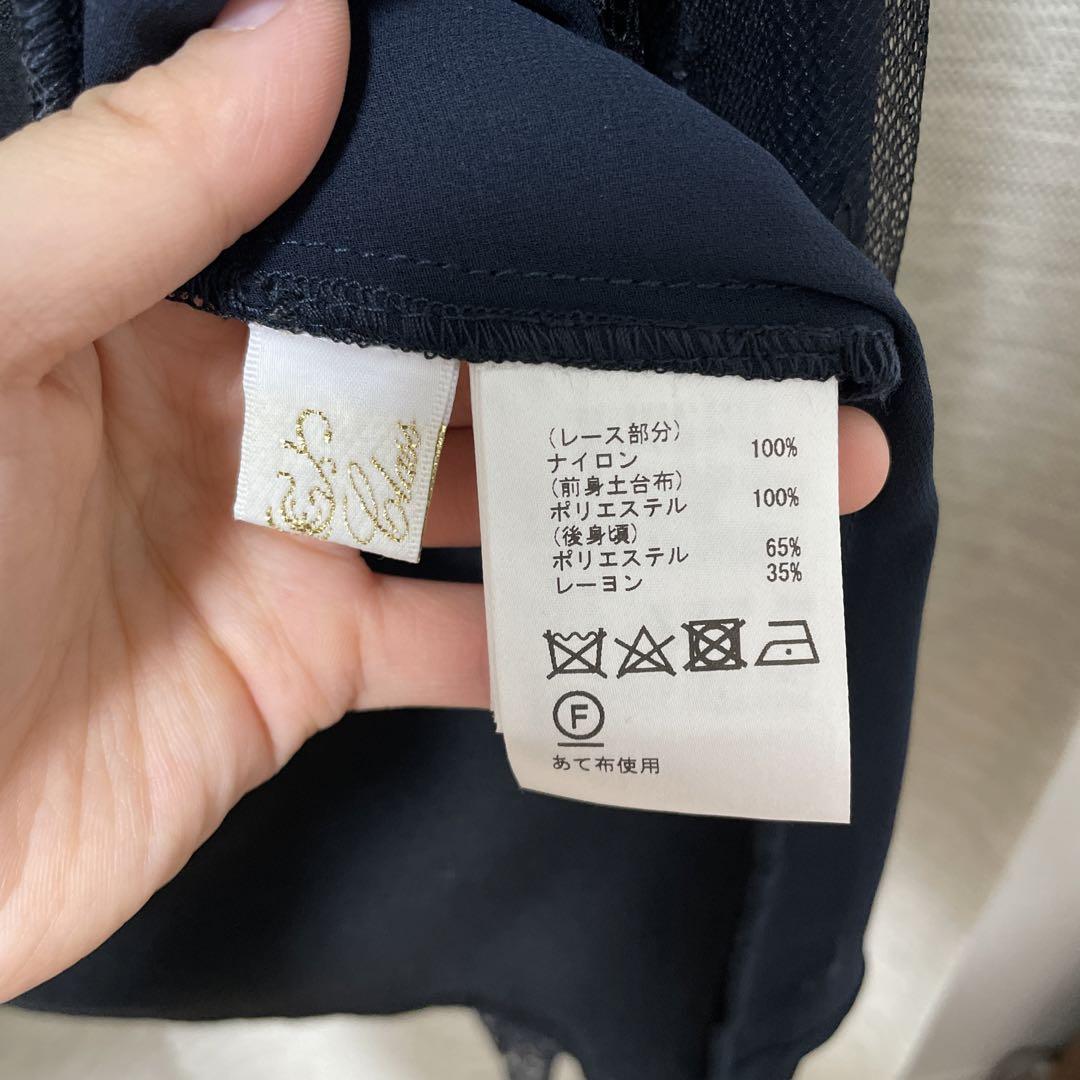 (レース部分)
ナイロン 100%
(前身土台布)
ポリエステル 100%
(後身頃)
ポリエステル 65%
レーヨン 35%
F
あて布使用
Class